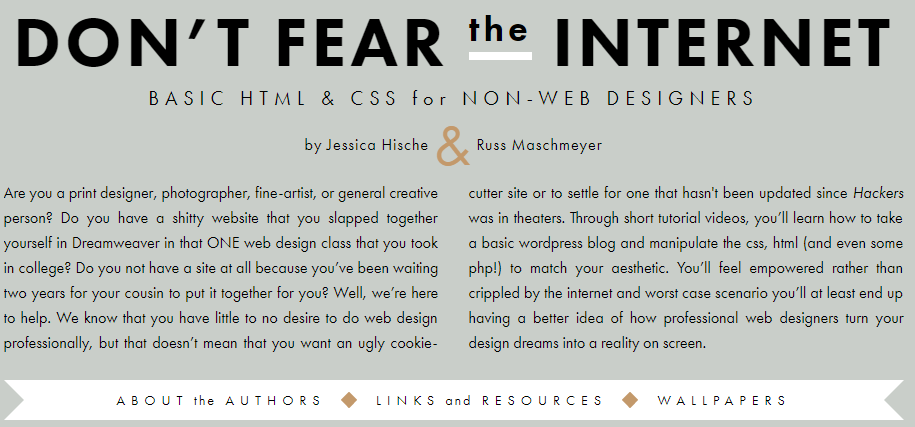 DON'T FEAR the INTERNET
BASIC HTML & CSS for NON-WEB DESIGNERS
by Jessica Hische & Russ Maschmeyer
Are you a print designer, photographer, fine-artist, or general creative
person? Do you have a shitty website that you slapped together
yourself in Dreamweaver in that ONE web design class that you took
in college? Do you not have a site at all because you've been waiting
two years for your cousin to put it together for you? Well, we're here
to help. We know that you have little to no desire to do web design
professionally, but that doesn't mean that you want an ugly cookie-
cutter site or to settle for one that hasn't been updated since Hackers
was in theaters. Through short tutorial videos, you'll learn how to take
a basic wordpress blog and manipulate the css, html (and even some
php!) to match your aesthetic. You'll feel empowered rather than
crippled by the internet and worst case scenario you'll at least end up
having a better idea of how professional web designers turn your
design dreams into a reality on screen.
ABOUT the AUTHORS ◆ LINKS and RESOURCES ◆ WALLPAPERS